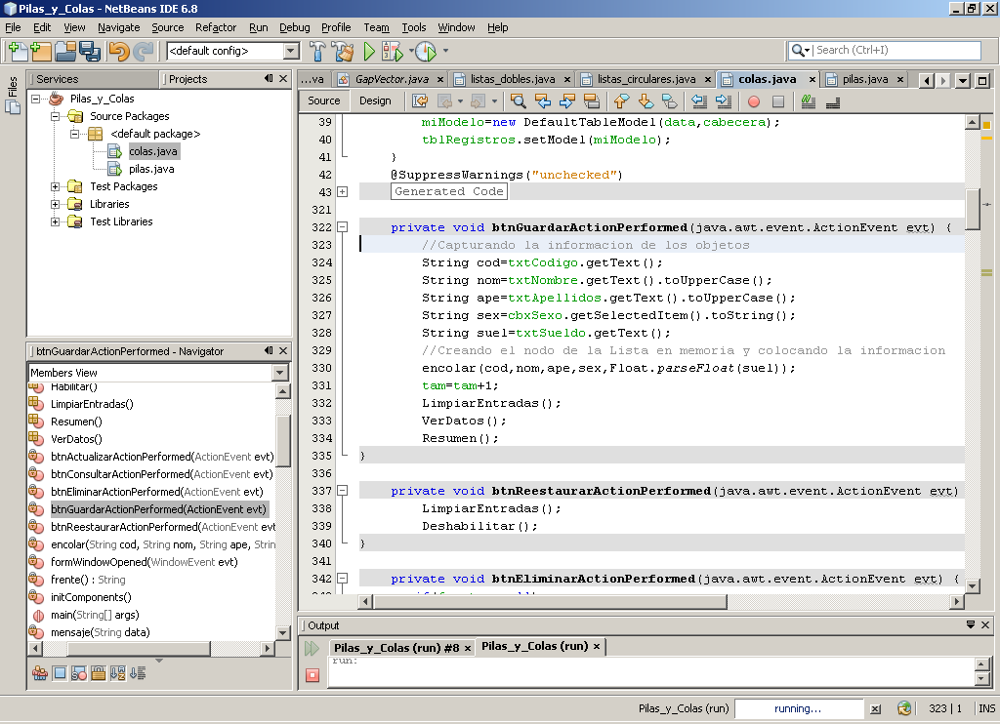 Pilas_y_Colas - NetBeans IDE 6.8
File Edit View Navigate Source Refactor Run Debug Profile Team Tools Window Help
<default config>
Search (Ctrl+I)
Files
Services
Projects
Pilas_y_Colas
Source Packages
<default package>
colas.java
pilas.java
Test Packages
Libraries
Test Libraries
btnGuardarActionPerformed - Navigator
Members View
Habilitar()
LimpiarEntradas()
Resumen()
VerDatos()
btnActualizarActionPerformed(ActionEvent evt)
btnConsultarActionPerformed(ActionEvent evt)
btnEliminarActionPerformed(ActionEvent evt)
btnGuardarActionPerformed(ActionEvent evt)
btnReestaurarActionPerformed(ActionEvent evt
encolar(String cod, String nom, String ape, Strin
formWindowOpened(WindowEvent evt)
frente() : String
initComponents()
main(String[] args)
mensaje(String data)
...va GapVector.java listas_dobles.java listas_circulares.java colas.java pilas.java
Source Design
39 miModelo=new DefaultTableModel(data,cabecera);
40 tblRegistros.setModel(miModelo);
41 }
42 @SuppressWarnings("unchecked")
43 Generated Code
321
322 private void btnGuardarActionPerformed(java.awt.event.ActionEvent evt) {
323 //Capturando la informacion de los objetos
324 String cod=txtCodigo.getText();
325 String nom=txtNombre.getText().toUpperCase();
326 String ape=txtApellidos.getText().toUpperCase();
327 String sex=cbxSexo.getSelectedItem().toString();
328 String suel=txtSueldo.getText();
329 //Creando el nodo de la Lista en memoria y colocando la informacion
330 encolar(cod,nom,ape,sex,Float.parseFloat(suel));
331 tam=tam+1;
332 LimpiarEntradas();
333 VerDatos();
334 Resumen();
335 }
336
337 private void btnReestaurarActionPerformed(java.awt.event.ActionEvent evt)
338 LimpiarEntradas();
339 Deshabilitar();
340 }
341
342 private void btnEliminarActionPerformed(java.awt.event.ActionEvent evt) {
Output
Pilas_y_Colas (run) #8 Pilas_y_Colas (run)
run:
Pilas_y_Colas (run) running... 323 | 1 INS